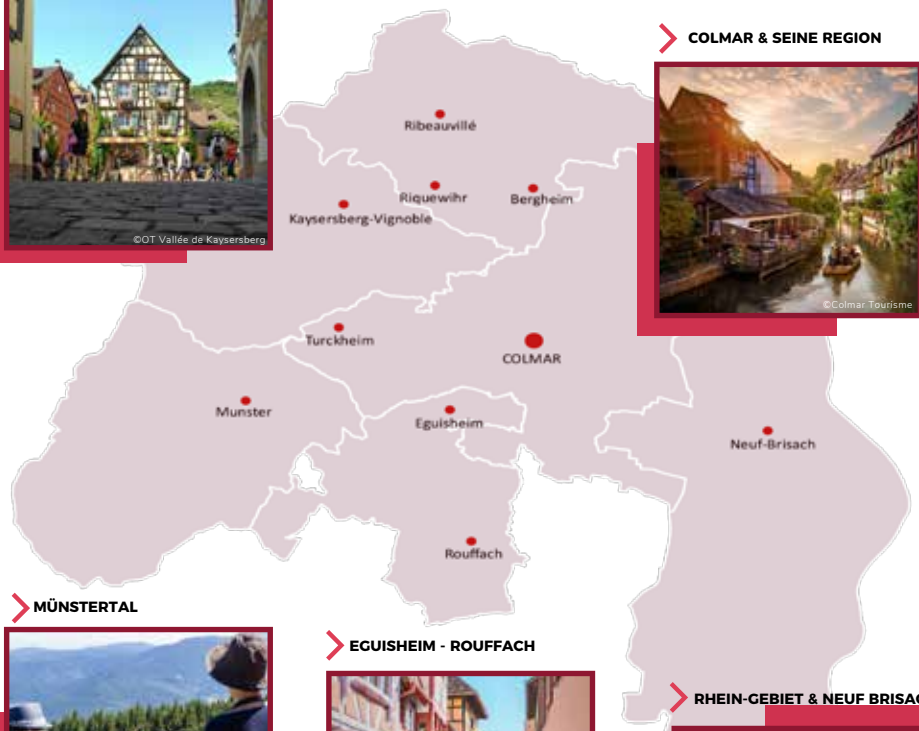 COLMAR & SEINE REGION
©OT Vallée de Kaysersberg
©Colmar Tourisme
Ribeauvillé
Riquewihr
Bergheim
Kaysersberg-Vignoble
Turckheim
COLMAR
Munster
Eguisheim
Neuf-Brisach
Rouffach
MÜNSTERTAL
EGUISHEIM - ROUFFACH
RHEIN-GEBIET & NEUF BRISAC